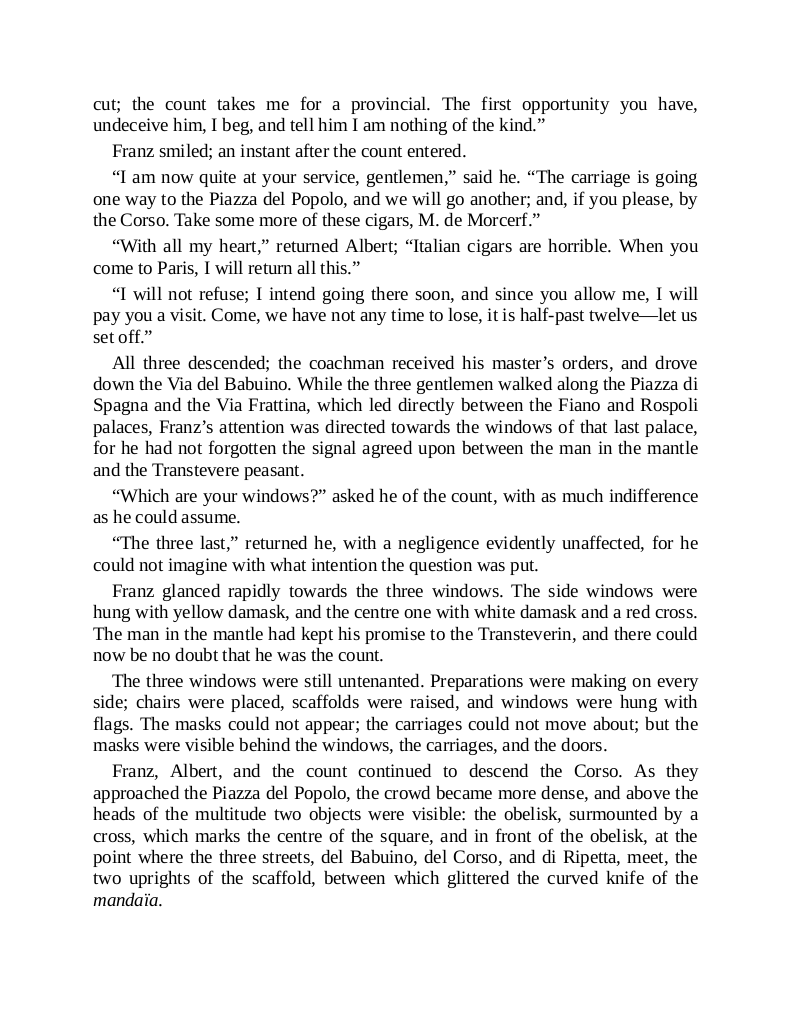 cut; the count takes me for a provincial. The first opportunity you have,
undeceive him, I beg, and tell him I am nothing of the kind.”
Franz smiled; an instant after the count entered.
“I am now quite at your service, gentlemen,” said he. “The carriage is going
one way to the Piazza del Popolo, and we will go another; and, if you please, by
the Corso. Take some more of these cigars, M. de Morcerf.”
“With all my heart,” returned Albert; “Italian cigars are horrible. When you
come to Paris, I will return all this.”
“I will not refuse; I intend going there soon, and since you allow me, I will
pay you a visit. Come, we have not any time to lose, it is half-past twelve—let us
set off.”
All three descended; the coachman received his master’s orders, and drove
down the Via del Babuino. While the three gentlemen walked along the Piazza di
Spagna and the Via Frattina, which led directly between the Fiano and Rospoli
palaces, Franz’s attention was directed towards the windows of that last palace,
for he had not forgotten the signal agreed upon between the man in the mantle
and the Transtevere peasant.
“Which are your windows?” asked he of the count, with as much indifference
as he could assume.
“The three last,” returned he, with a negligence evidently unaffected, for he
could not imagine with what intention the question was put.
Franz glanced rapidly towards the three windows. The side windows were
hung with yellow damask, and the centre one with white damask and a red cross.
The man in the mantle had kept his promise to the Transteverin, and there could
now be no doubt that he was the count.
The three windows were still untenanted. Preparations were making on every
side; chairs were placed, scaffolds were raised, and windows were hung with
flags. The masks could not appear; the carriages could not move about; but the
masks were visible behind the windows, the carriages, and the doors.
Franz, Albert, and the count continued to descend the Corso. As they
approached the Piazza del Popolo, the crowd became more dense, and above the
heads of the multitude two objects were visible: the obelisk, surmounted by a
cross, which marks the centre of the square, and in front of the obelisk, at the
point where the three streets, del Babuino, del Corso, and di Ripetta, meet, the
two uprights of the scaffold, between which glittered the curved knife of the
mandaïa.